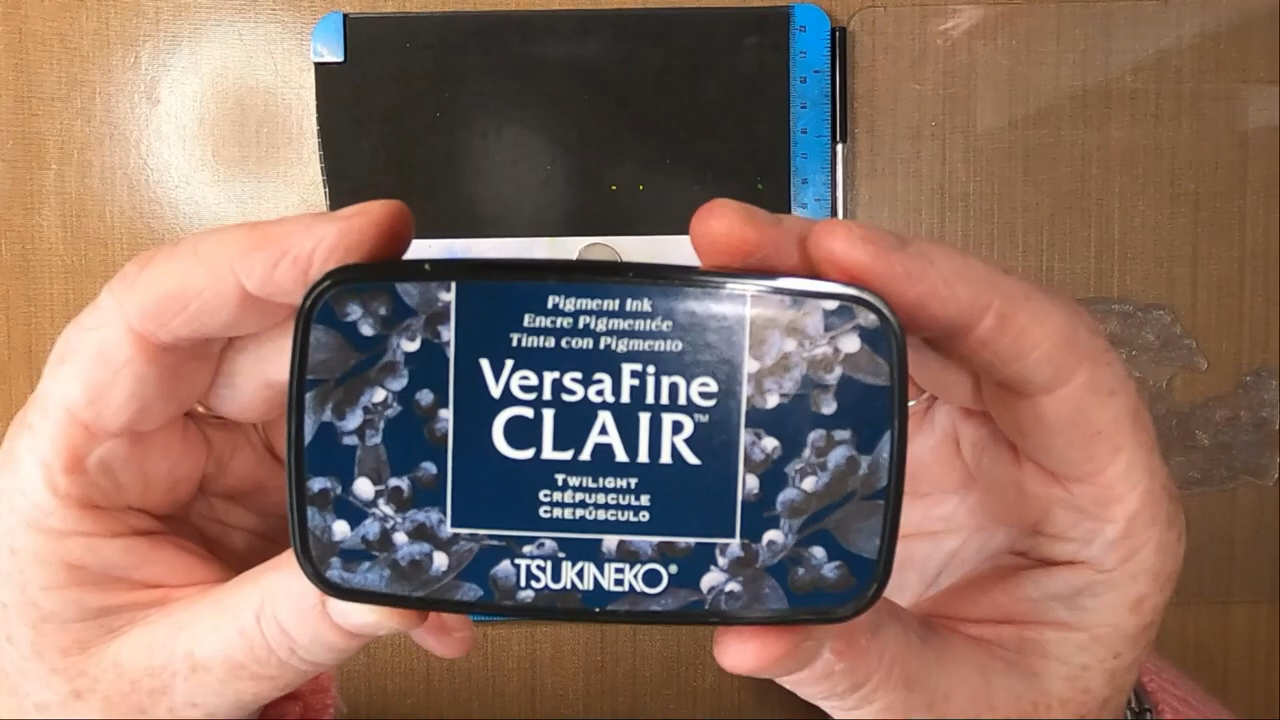 Pigment Ink
Encre Pigmentée
Tinta con Pigmento
VersaFine
CLAIR™
TWILIGHT
CRÉPUSCULE
CREPÚSCULO
TSUKINEKO®